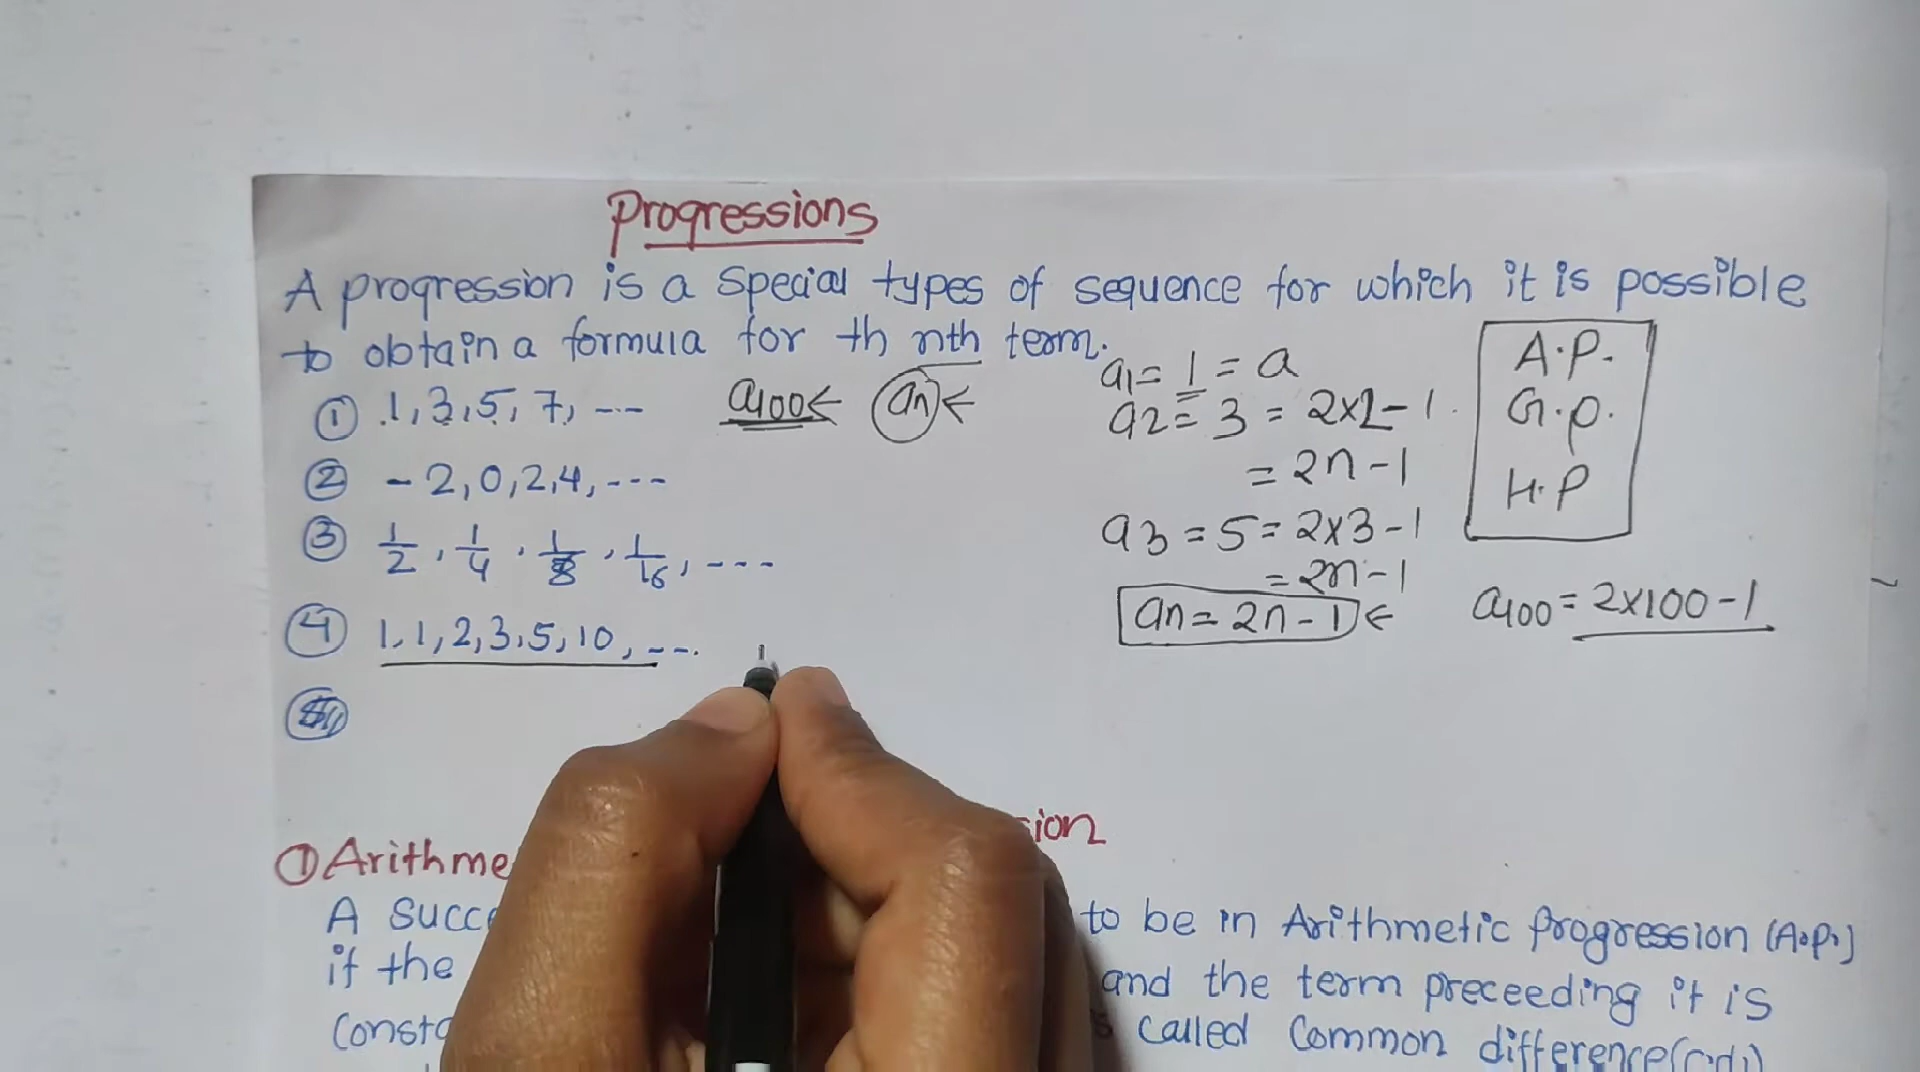 Progressions
A progression is a special types of sequence for which it is possible
to obtain a formula for th nth term.
① 1, 3, 5, 7, ---
a100← an←
② -2, 0, 2, 4, ---
③ 1/2, 1/4, 1/8, 1/16, ----
④ 1, 1, 2, 3, 5, 10, ---.
a1 = 1 = a
a2 = 3 = 2×2-1.
= 2n-1
a3 = 5 = 2×3-1
= 2n-1
an = 2n-1 ←
A.P.
G.P.
H.P
a100 = 2×100-1
① Arithme sion
A succe to be in Arithmetic Progression (A.P.)
if the and the term preceeding it is
consta called Common difference(c.d.)